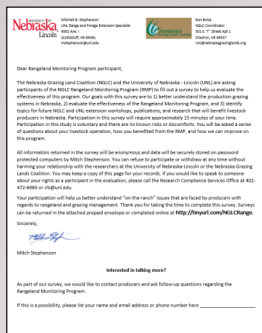 Nebraska
Lincoln
Mitchell B. Stephenson
UNL Range and Forage Extension Specialist
4502 Ave. I
Scottsbluff, NE 69361
mstephenson@unl.edu
Ron Bolze
NGLC Coordinator
Chadron, NE 69337
ron@nebraskagrazinglands.org
Dear Rangeland Monitoring Program participant,
The Nebraska Grazing Land Coalition (NGLC) and the University of Nebraska - Lincoln (UNL) are asking
participants of the NGLC Rangeland Monitoring Program (RMP) to fill out a survey to help us evaluate the
effectiveness of this program. Our goals with this survey are to 1) better understand the production grazing
systems in Nebraska, 2) evaluate the effectiveness of the Rangeland Monitoring Program, and 3) identify
topics for future NGLC and UNL extension workshops, publications, and research that will benefit livestock
producers in Nebraska. Participation in this survey will require approximately 15 minutes of your time.
Participation in this study is voluntary and there are no known risks or discomforts. You will be asked a series
of questions about your livestock operation, how you benefited from the RMP, and how we can improve on
this program.
All information returned in the survey will be anonymous and data will be securely stored on password
protected computers by Mitch Stephenson. You can refuse to participate or withdraw at any time without
harming your relationship with the researchers at the University of Nebraska-Lincoln or the Nebraska Grazing
Lands Coalition. You may keep a copy of this page for your records. If you would like to speak to someone
about your rights as a participant in the evaluation, please call the Research Compliance Services Office at 402-
472-6965 or irb@unl.edu.
Your participation will help us better understand "on-the-ranch" issues that are faced by producers with
regards to rangeland and grazing management. Thank you for taking the time to complete this survey. Surveys
can be returned in the attached prepaid envelope or completed online at http://tinyurl.com/NGLCRange.
Sincerely,
Mitch Stephenson
Interested in talking more?
As part of our survey, we would like to contact producers and ask follow-up questions regarding the
Rangeland Monitoring Program.
If this is a possibility, please list your name and email address or phone number here